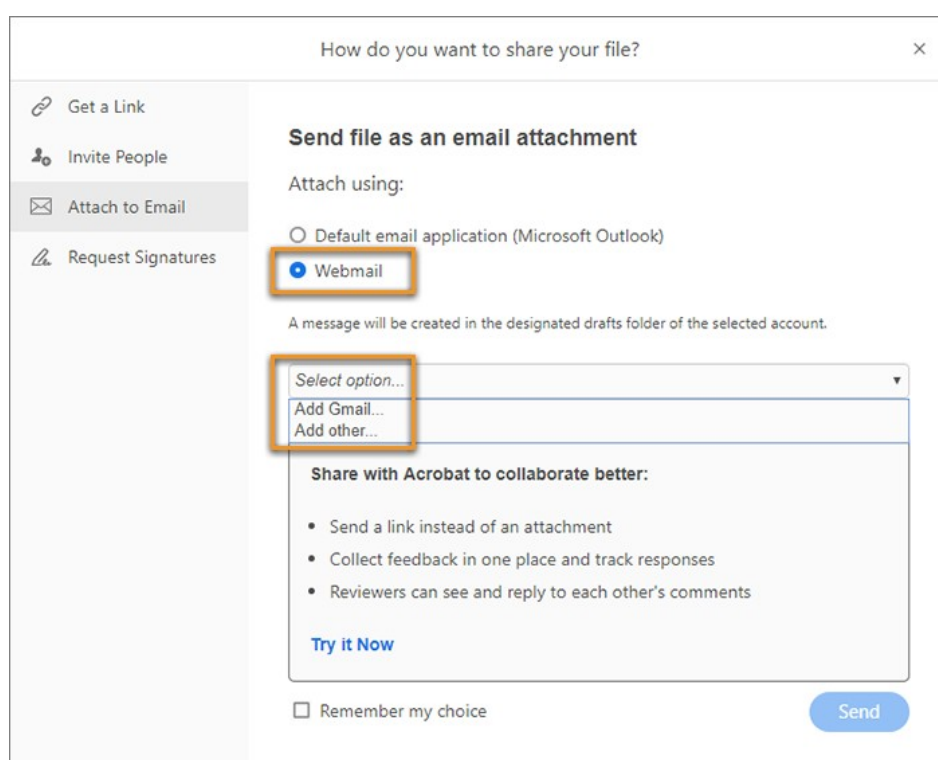 How do you want to share your file?
Get a Link
Invite People
Attach to Email
Request Signatures
Send file as an email attachment
Attach using:
Default email application (Microsoft Outlook)
Webmail
A message will be created in the designated drafts folder of the selected account.
Select option...
Add Gmail...
Add other...
Share with Acrobat to collaborate better:
• Send a link instead of an attachment
• Collect feedback in one place and track responses
• Reviewers can see and reply to each other's comments
Try it Now
Remember my choice
Send